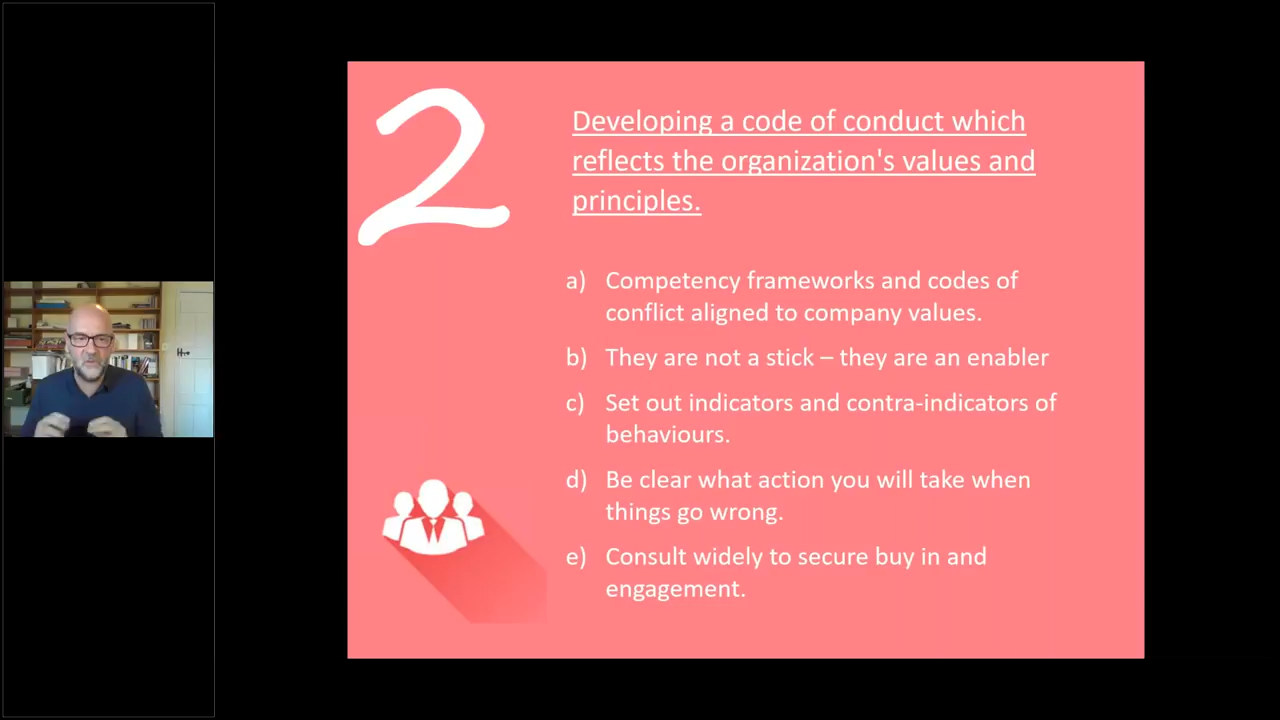 2
Developing a code of conduct which
reflects the organization's values and
principles.
a) Competency frameworks and codes of
conflict aligned to company values.
b) They are not a stick – they are an enabler
c) Set out indicators and contra-indicators of
behaviours.
d) Be clear what action you will take when
things go wrong.
e) Consult widely to secure buy in and
engagement.